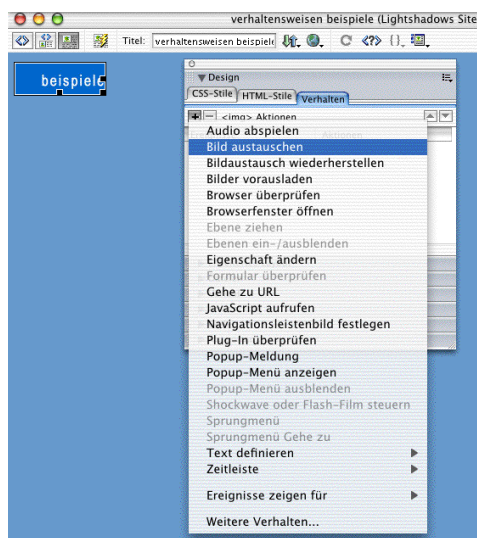 verhaltensweisen beispiele (Lightshadows Site
Titel: verhaltensweisen beispiele
beispiele
Design
CSS-Stile HTML-Stile Verhalten
<img> Aktionen
Aktionen
Audio abspielen
Bild austauschen
Bildaustausch wiederherstellen
Bilder vorausladen
Browser überprüfen
Browserfenster öffnen
Ebene ziehen
Ebenen ein-/ausblenden
Eigenschaft ändern
Formular überprüfen
Gehe zu URL
JavaScript aufrufen
Navigationsleistenbild festlegen
Plug-In überprüfen
Popup-Meldung
Popup-Menü anzeigen
Popup-Menü ausblenden
Shockwave oder Flash-Film steuern
Sprungmenü
Sprungmenü Gehe zu
Text definieren
Zeitleiste
Ereignisse zeigen für
Weitere Verhalten...